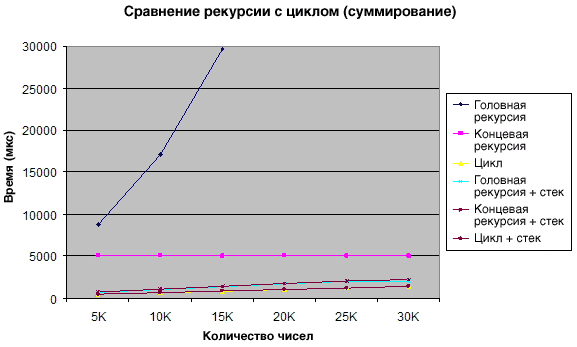 Сравнение рекурсии с циклом (суммирование)
30000
25000
20000
15000
10000
5000
0
Время (мкс)
5K
10K
15K
20K
25K
30K
Количество чисел
Головная
рекурсия
Концевая
рекурсия
Цикл
Головная
рекурсия + стек
Концевая
рекурсия + стек
Цикл + стек